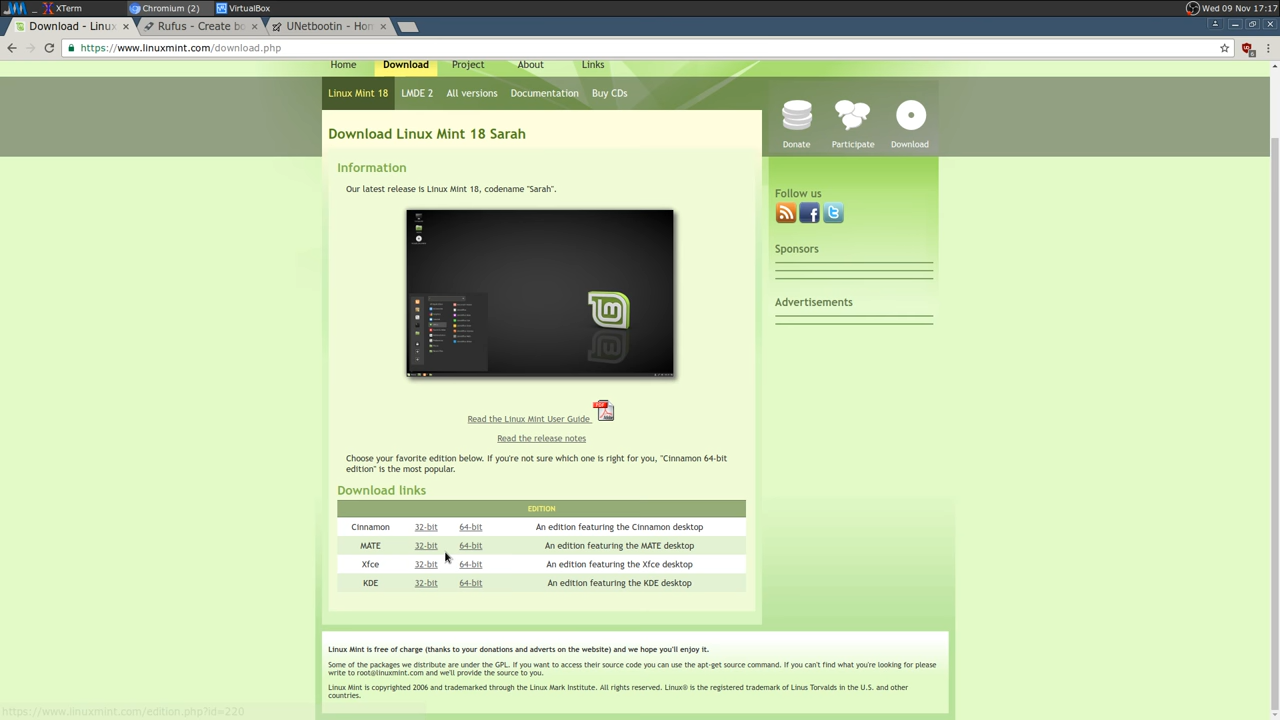 XTerm
Chromium (2)
VirtualBox
Wed 09 Nov 17:17
Download - Linux
Rufus - Create bo
UNetbootin - Hom
https://www.linuxmint.com/download.php
Home Download Project About Links
Linux Mint 18 LMDE 2 All versions Documentation Buy CDs
Donate Participate Download
Download Linux Mint 18 Sarah
Information
Our latest release is Linux Mint 18, codename "Sarah".
Follow us
Sponsors
Advertisements
Read the Linux Mint User Guide
Read the release notes
Choose your favorite edition below. If you're not sure which one is right for you, "Cinnamon 64-bit
edition" is the most popular.
Download links
EDITION
Cinnamon 32-bit 64-bit An edition featuring the Cinnamon desktop
MATE 32-bit 64-bit An edition featuring the MATE desktop
Xfce 32-bit 64-bit An edition featuring the Xfce desktop
KDE 32-bit 64-bit An edition featuring the KDE desktop
Linux Mint is free of charge (thanks to your donations and adverts on the website) and we hope you'll enjoy it.
Some of the packages we distribute are under the GPL. If you want to access their source code you can use the apt-get source command. If you can't find what you're looking for please
write to root@linuxmint.com and we'll provide the source to you.
Linux Mint is copyrighted 2006 and trademarked through the Linux Mark Institute. All rights reserved. Linux® is the registered trademark of Linus Torvalds in the U.S. and other
countries.
https://www.linuxmint.com/edition.php?id=220